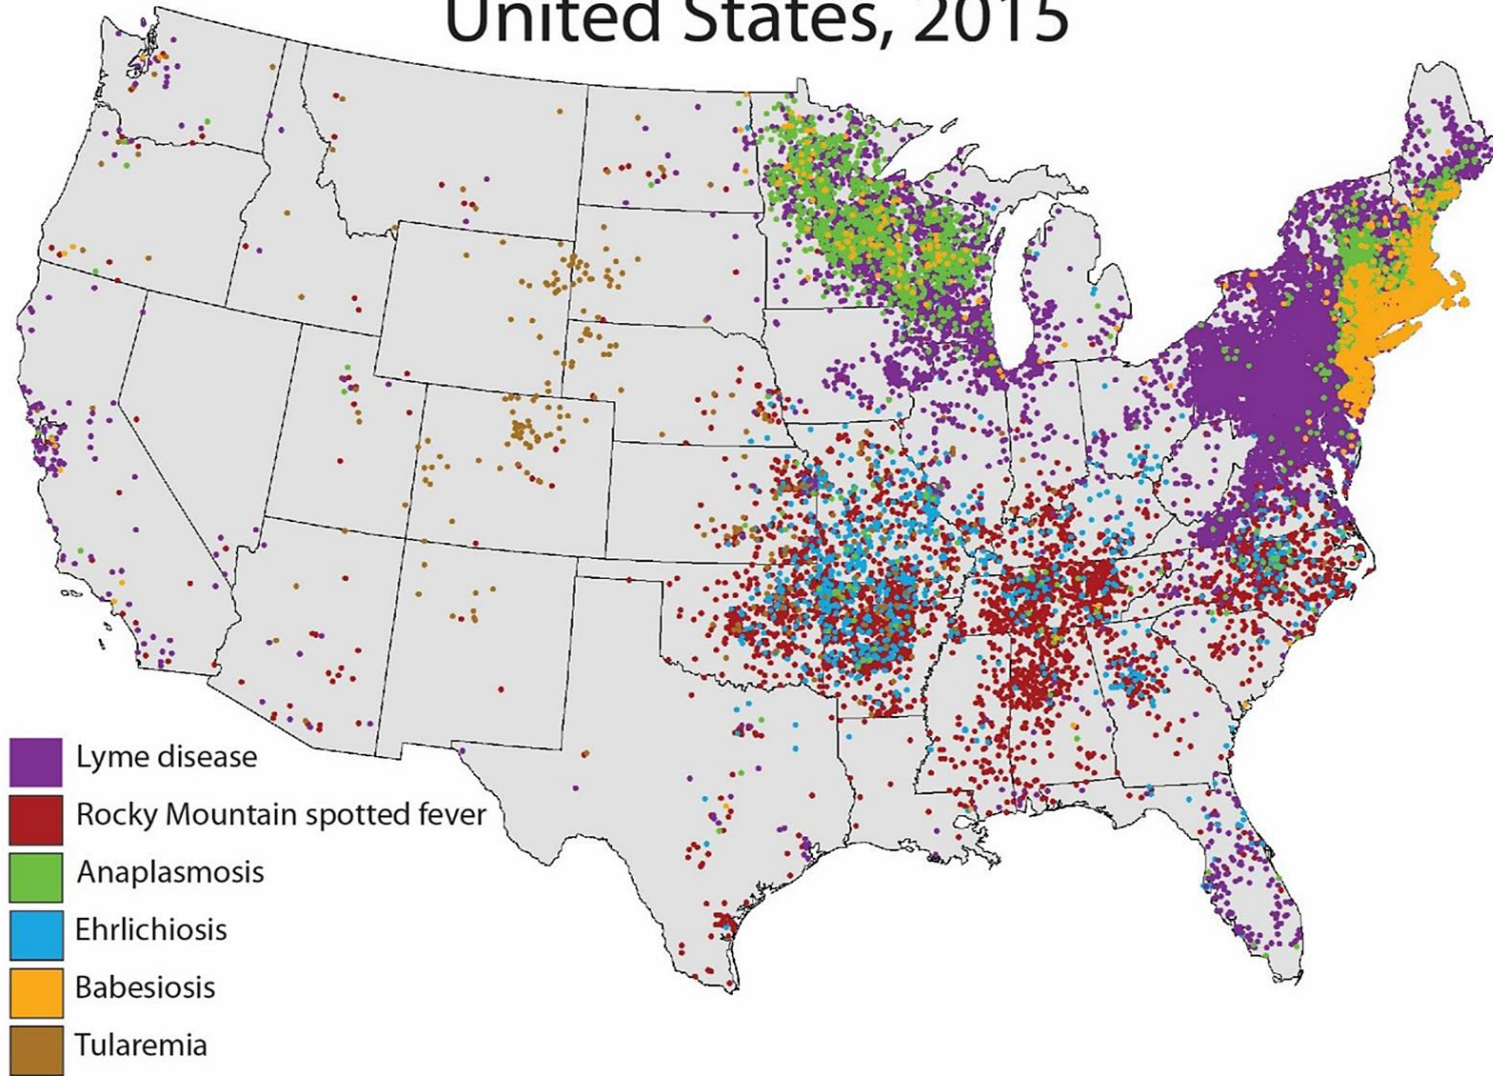 United States, 2015
Lyme disease
Rocky Mountain spotted fever
Anaplasmosis
Ehrlichiosis
Babesiosis
Tularemia